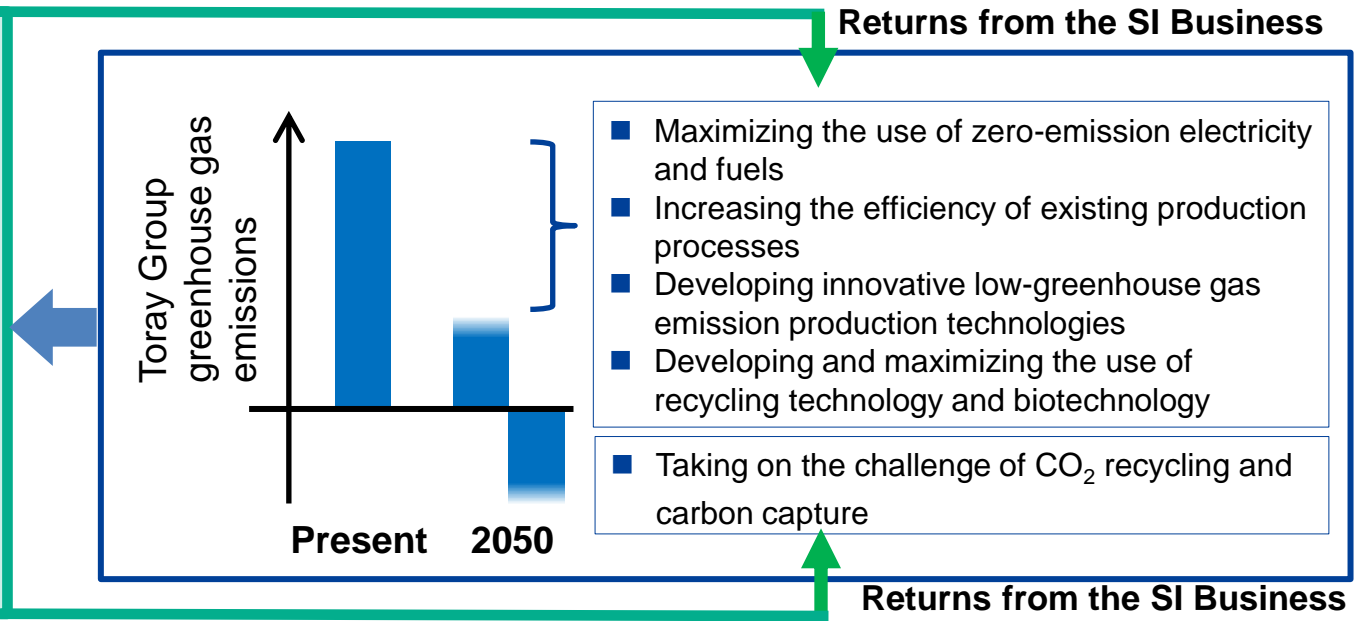 Returns from the SI Business
Toray Group
greenhouse gas
emissions
Present 2050
■ Maximizing the use of zero-emission electricity
and fuels
■ Increasing the efficiency of existing production
processes
■ Developing innovative low-greenhouse gas
emission production technologies
■ Developing and maximizing the use of
recycling technology and biotechnology
■ Taking on the challenge of CO₂ recycling and
carbon capture
Returns from the SI Business